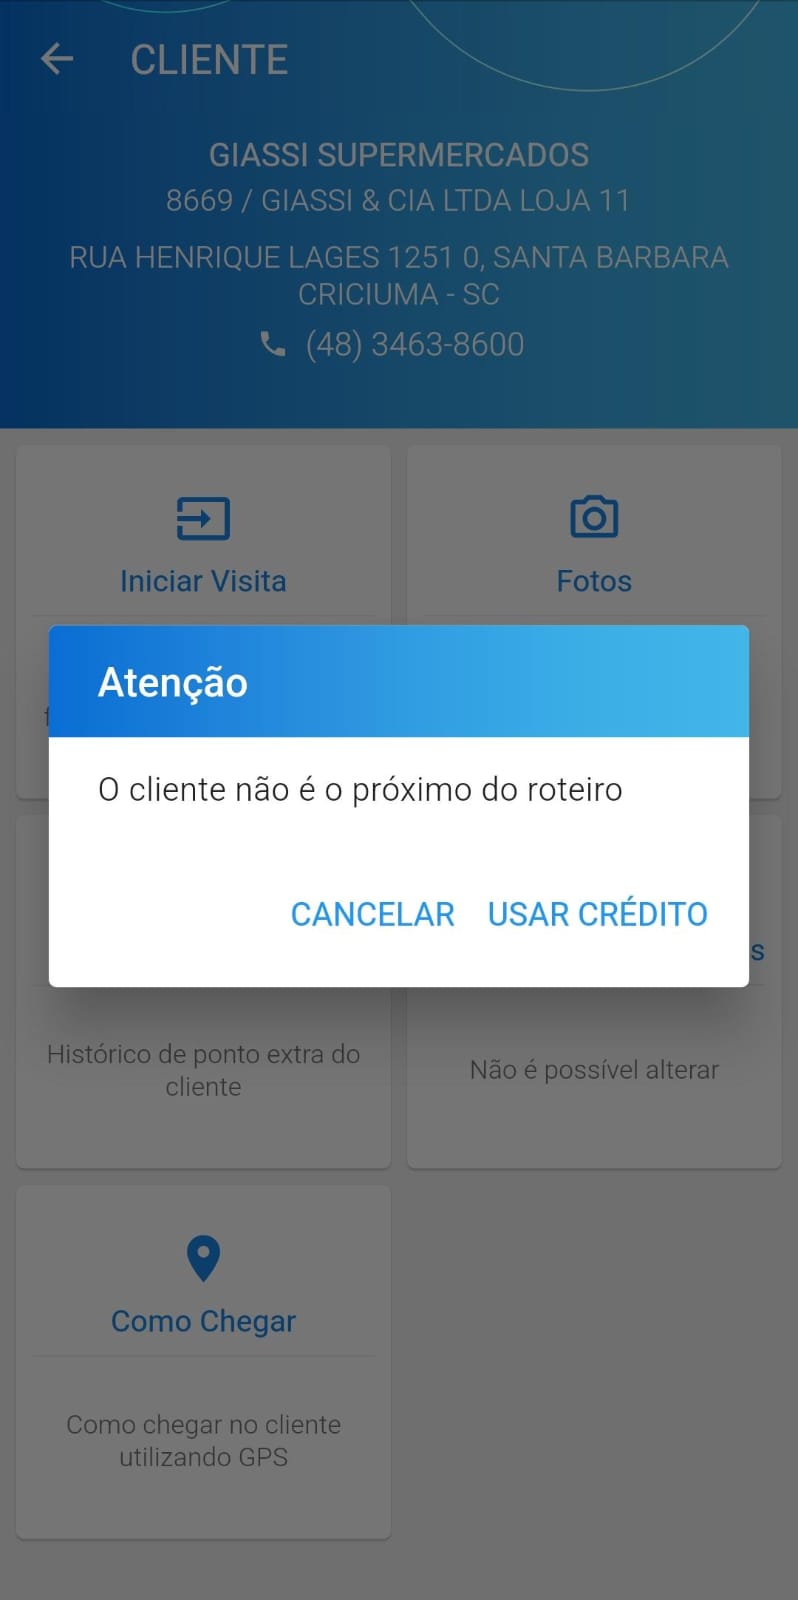 CLIENTE
GIASSI SUPERMERCADOS
8669 / GIASSI & CIA LTDA LOJA 11
RUA HENRIQUE LAGES 1251 0, SANTA BARBARA
CRICIUMA - SC
(48) 3463-8600
Iniciar Visita
Fotos
Atenção
O cliente não é o próximo do roteiro
CANCELAR USAR CRÉDITO
Histórico de ponto extra do
cliente
Não é possível alterar
Como Chegar
Como chegar no cliente
utilizando GPS